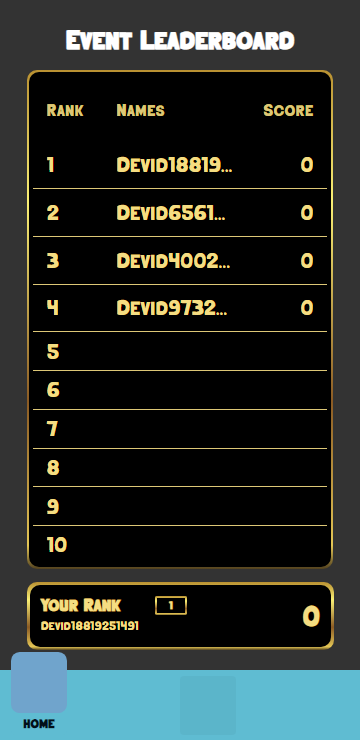 Event Leaderboard
Rank Names Score
1 Devid18819... 0
2 Devid6561... 0
3 Devid4002... 0
4 Devid9732... 0
5
6
7
8
9
10
Your Rank 1
Devid18819251491 0
HOME